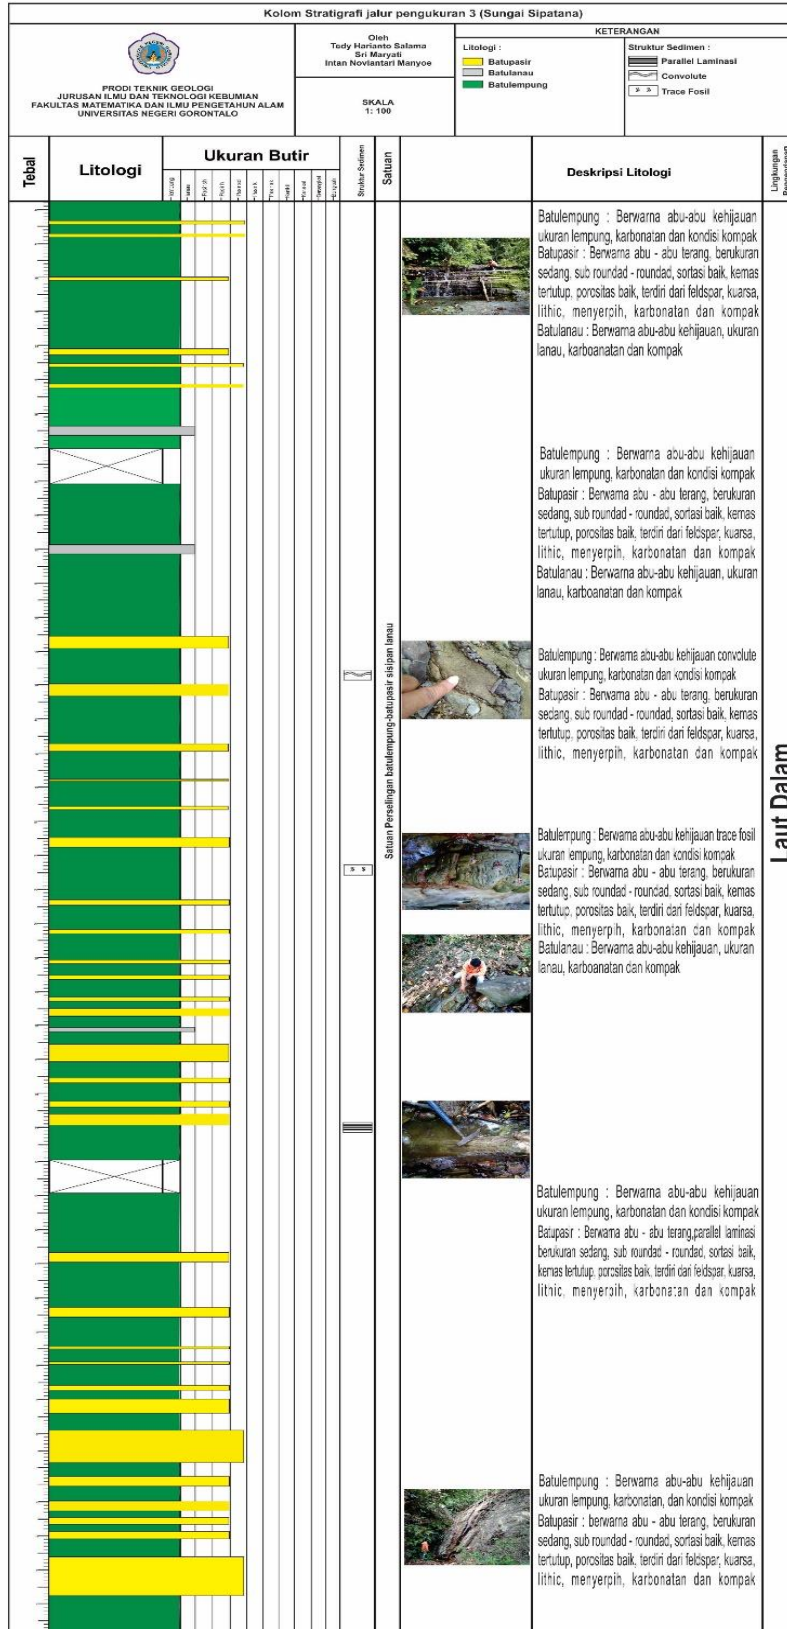 Kolom Stratigrafi jalur pengukuran 3 (Sungai Sipatana)
PRODI TEKNIK GEOLOGI
JURUSAN ILMU DAN TEKNOLOGI KEBUMIAN
FAKULTAS MATEMATIKA DAN ILMU PENGETAHUN ALAM
UNIVERSITAS NEGERI GORONTALO
Oleh
Tedy Harianto Salama
Sri Maryati
Intan Noviantari Manyoe
SKALA
1: 100
KETERANGAN
Litologi :
Batupasir
Batulanau
Batulempung
Struktur Sedimen :
Parallel Laminasi
Convolute
Trace Fosil
Tebal
Litologi
Ukuran Butir
Struktur Sedimen
Satuan
Deskripsi Litologi
Lingkungan
Batulempung : Berwarna abu-abu kehijauan
ukuran lempung, karbonatan dan kondisi kompak
Batupasir : Berwarna abu - abu terang, berukuran
sedang, sub roundad - roundad, sortasi baik, kemas
tertutup, porositas baik, terdiri dari feldspar, kuarsa,
lithic, menyerpih, karbonatan dan kompak
Batulanau : Berwarna abu-abu kehijauan, ukuran
lanau, karboanatan dan kompak
Batulempung : Berwarna abu-abu kehijauan
ukuran lempung, karbonatan dan kondisi kompak
Batupasir : Berwarna abu - abu terang, berukuran
sedang, sub roundad - roundad, sortasi baik, kemas
tertutup, porositas baik, terdiri dari feldspar, kuarsa,
lithic, menyerpih, karbonatan dan kompak
Batulanau : Berwarna abu-abu kehijauan, ukuran
lanau, karboanatan dan kompak
Batulempung : Berwarna abu-abu kehijauan convolute
ukuran lempung, karbonatan dan kondisi kompak
Batupasir : Berwarna abu - abu terang, berukuran
sedang, sub roundad - roundad, sortasi baik, kemas
tertutup, porositas baik, terdiri dari feldspar, kuarsa,
lithic, menyerpih, karbonatan dan kompak
Satuan Perselingan batulempung-batupasir sisipan lanau
Laut Dalam
Batulempung : Berwarna abu-abu kehijauan trace fosil
ukuran lempung, karbonatan dan kondisi kompak
Batupasir : Berwarna abu - abu terang, berukuran
sedang, sub roundad - roundad, sortasi baik, kemas
tertutup, porositas baik, terdiri dari feldspar, kuarsa,
lithic, menyerpih, karbonatan dan kompak
Batulanau : Berwarna abu-abu kehijauan, ukuran
lanau, karboanatan dan kompak
Batulempung : Berwarna abu-abu kehijauan
ukuran lempung, karbonatan dan kondisi kompak
Batupasir : Berwarna abu - abu terang,parallel laminasi
berukuran sedang, sub roundad - roundad, sortasi baik,
kemas tertutup, porositas baik, terdiri dari feldspar, kuarsa,
lithic, menyerpih, karbonatan dan kompak
Batulempung : Berwarna abu-abu kehijauan
ukuran lempung, karbonatan, dan kondisi kompak
Batupasir : berwarna abu - abu terang, berukuran
sedang, sub roundad - roundad, sortasi baik, kemas
tertutup, porositas baik, terdiri dari feldspar, kuarsa,
lithic, menyerpih, karbonatan dan kompak